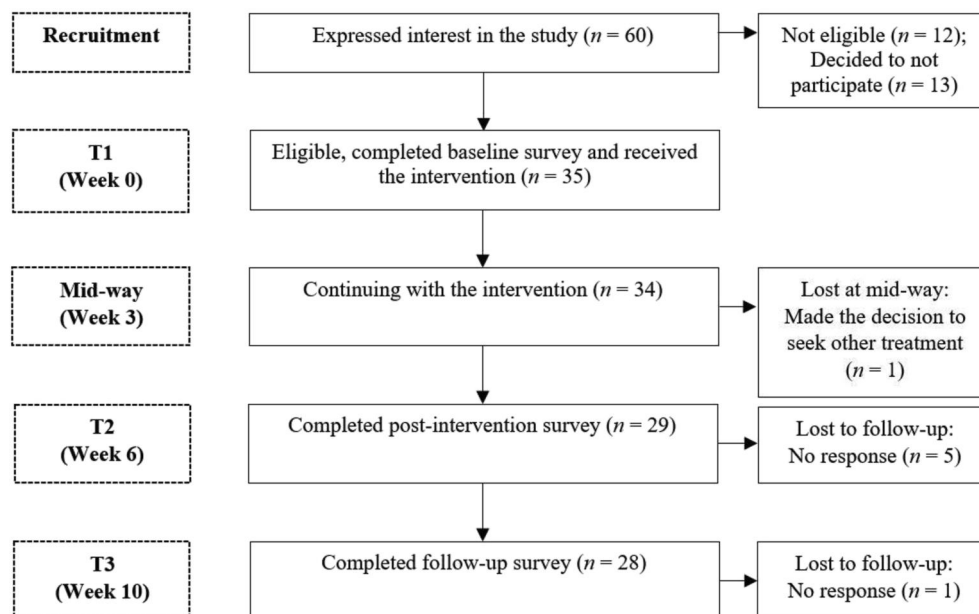 Recruitment
Expressed interest in the study (n = 60)
Not eligible (n = 12);
Decided to not
participate (n = 13)
T1
(Week 0)
Eligible, completed baseline survey and received
the intervention (n = 35)
Mid-way
(Week 3)
Continuing with the intervention (n = 34)
Lost at mid-way:
Made the decision to
seek other treatment
(n = 1)
T2
(Week 6)
Completed post-intervention survey (n = 29)
Lost to follow-up:
No response (n = 5)
T3
(Week 10)
Completed follow-up survey (n = 28)
Lost to follow-up:
No response (n = 1)